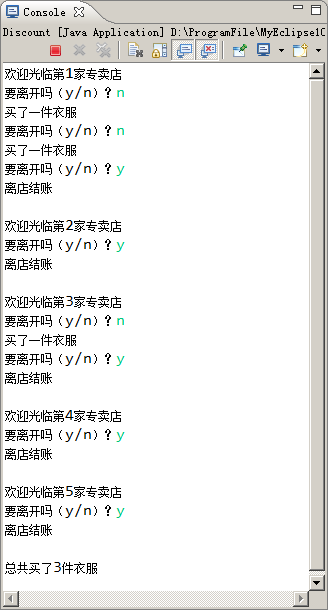 Console
Discount [Java Application] D:\ProgramFile\MyEclipse10
欢迎光临第1家专卖店
要离开吗（y/n）？n
买了一件衣服
要离开吗（y/n）？n
买了一件衣服
要离开吗（y/n）？y
离店结账
欢迎光临第2家专卖店
要离开吗（y/n）？y
离店结账
欢迎光临第3家专卖店
要离开吗（y/n）？n
买了一件衣服
要离开吗（y/n）？y
离店结账
欢迎光临第4家专卖店
要离开吗（y/n）？y
离店结账
欢迎光临第5家专卖店
要离开吗（y/n）？y
离店结账
总共买了3件衣服